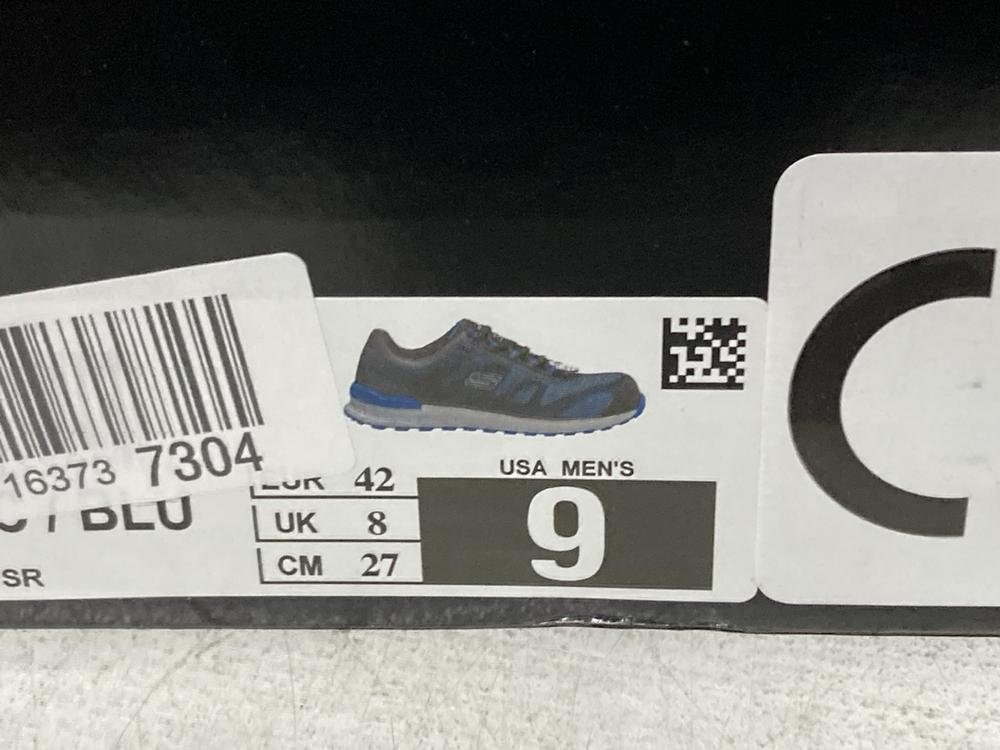 16373 7304
/ BLU
SR
EUR 42
UK 8
CM 27
USA MEN'S
9
C